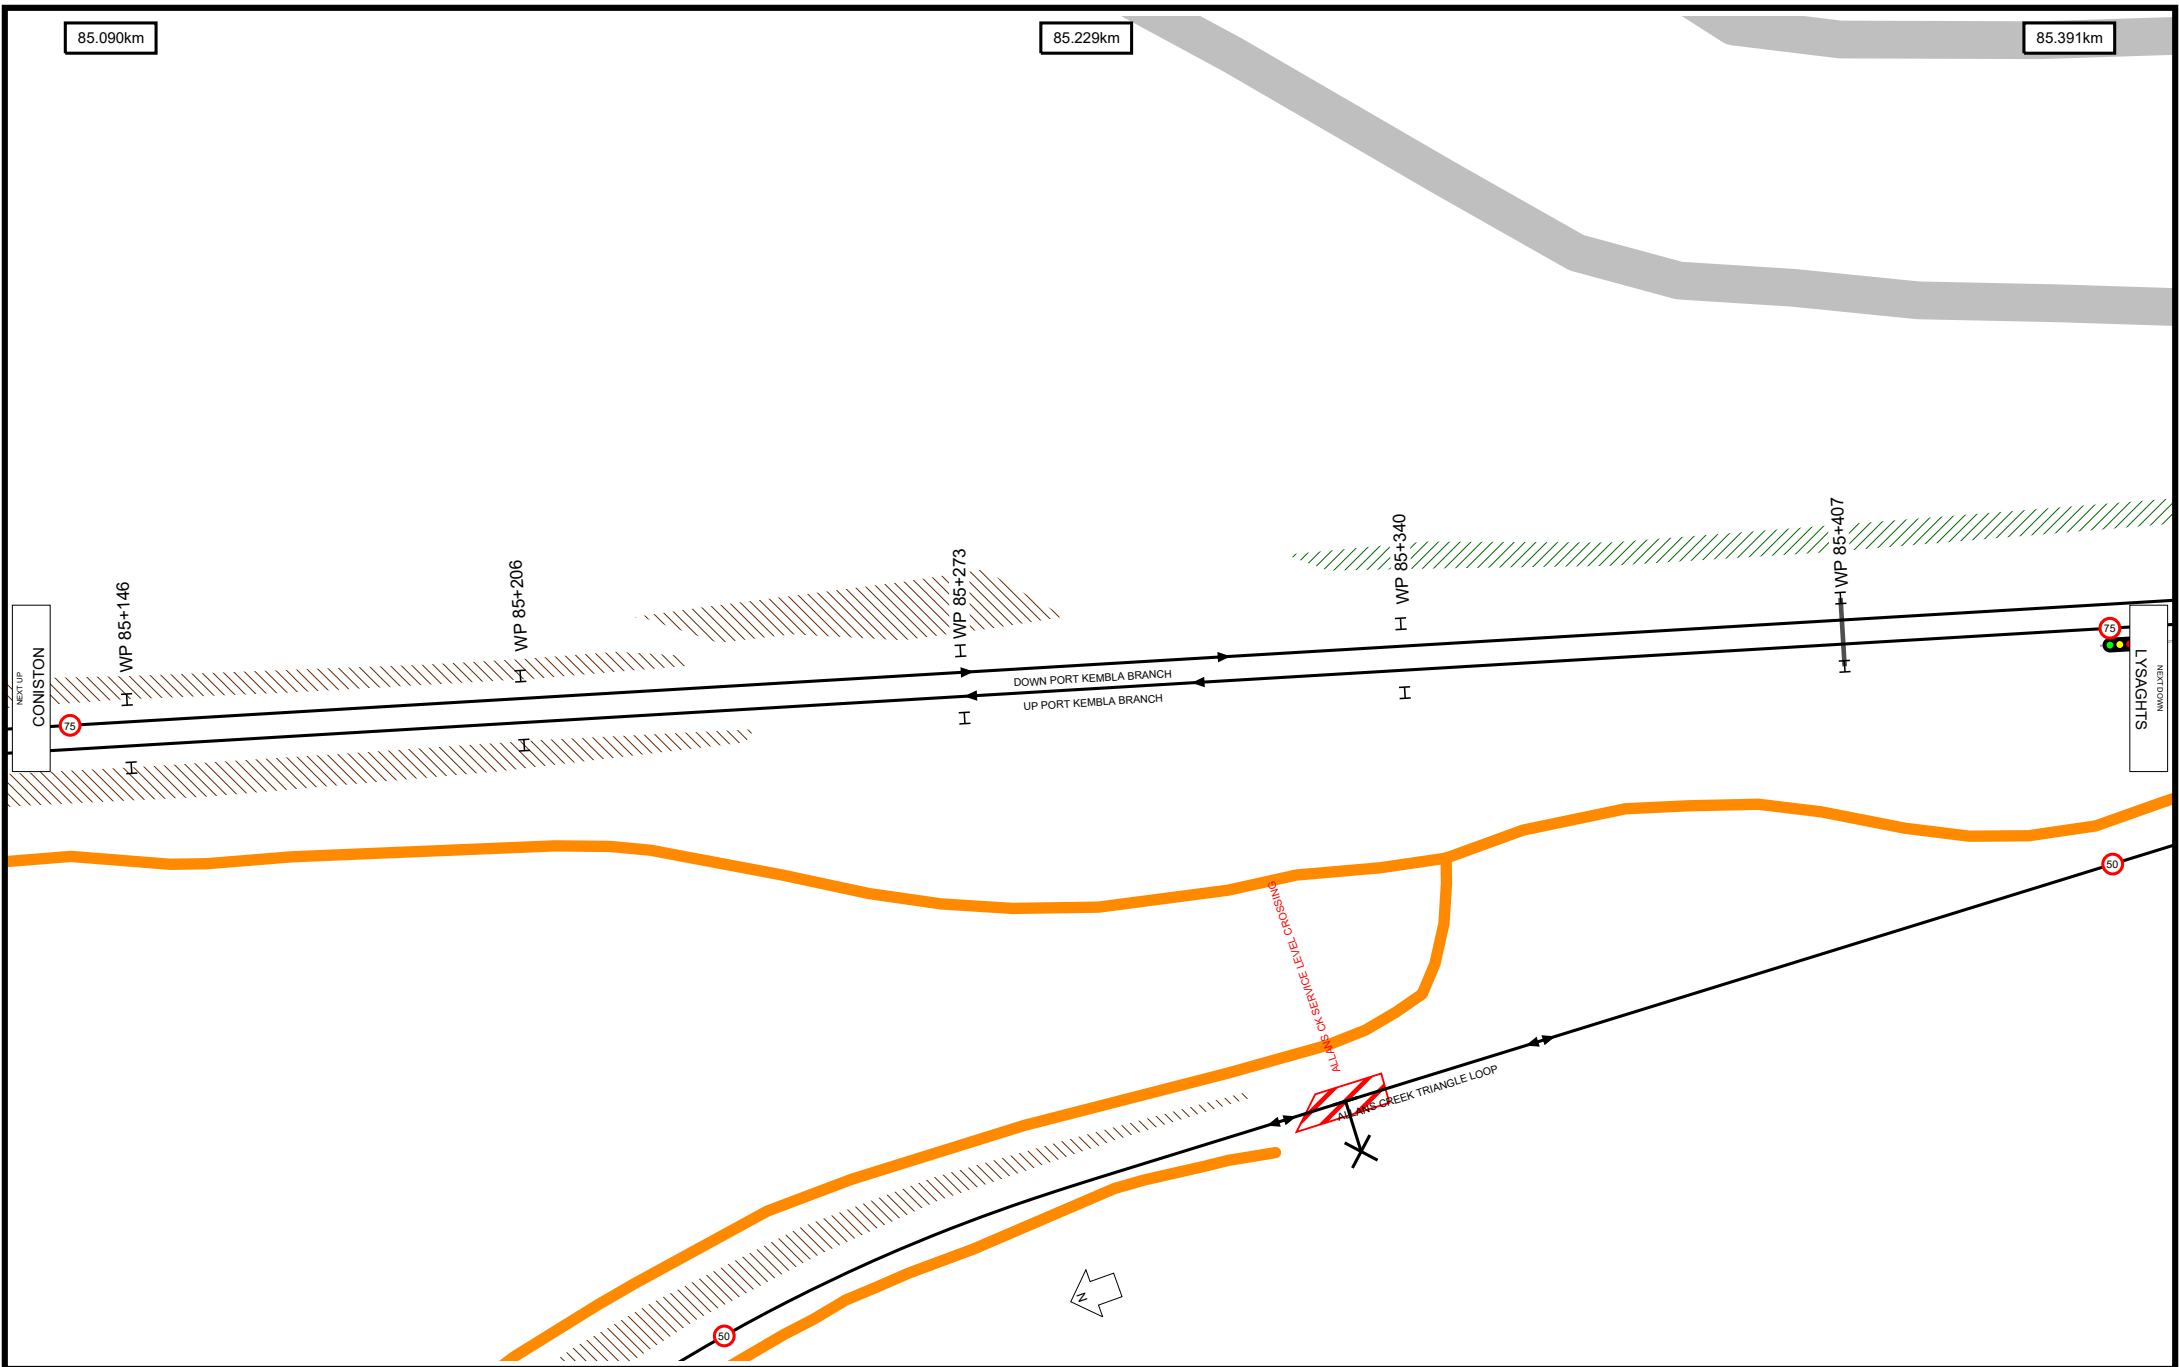 85.090km
85.229km
85.391km
WP 85+146
WP 85+206
WP 85+273
WP 85+340
WP 85+407
NEXT UP
CONISTON
75
DOWN PORT KEMBLA BRANCH
UP PORT KEMBLA BRANCH
75
LYSAGHTS
NEXT DOWN
50
ALLANS CK SERVICE LEVEL CROSSING
ALLANS CREEK TRIANGLE LOOP
N
50